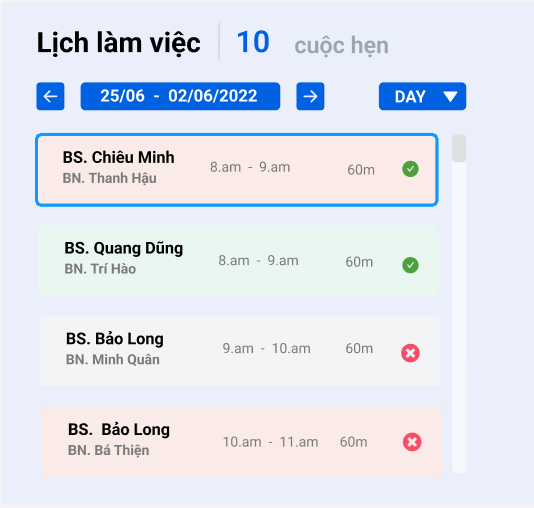 Lịch làm việc 10 cuộc hẹn
25/06 - 02/06/2022 DAY
BS. Chiêu Minh 8.am - 9.am 60m
BN. Thanh Hậu
BS. Quang Dũng 8.am - 9.am 60m
BN. Trí Hào
BS. Bảo Long 9.am - 10.am 60m
BN. Minh Quân
BS. Bảo Long 10.am - 11.am 60m
BN. Bá Thiện